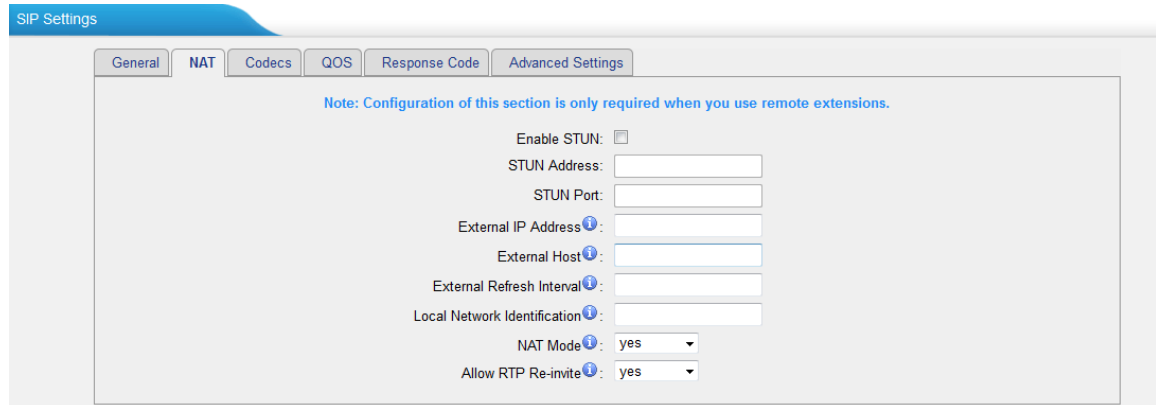 SIP Settings
General NAT Codecs QOS Response Code Advanced Settings
Note: Configuration of this section is only required when you use remote extensions.
Enable STUN:
STUN Address:
STUN Port:
External IP Address i :
External Host i :
External Refresh Interval i :
Local Network Identification i :
NAT Mode i : yes
Allow RTP Re-invite i : yes